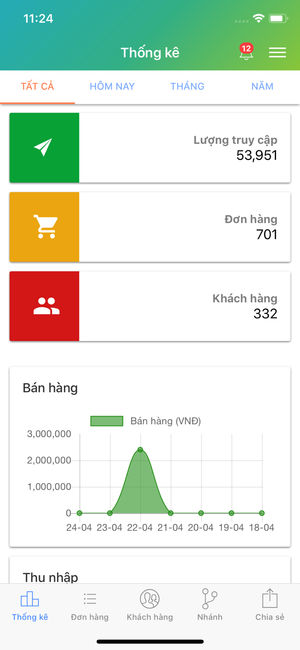 11:24
Thống kê
12
TẤT CẢ
HÔM NAY
THÁNG
NĂM
Lượng truy cập
53,951
Đơn hàng
701
Khách hàng
332
Bán hàng
Bán hàng (VNĐ)
3,000,000
2,000,000
1,000,000
0
24-04 23-04 22-04 21-04 20-04 19-04 18-04
Thu nhập
Thống kê
Đơn hàng
Khách hàng
Nhánh
Chia sẻ